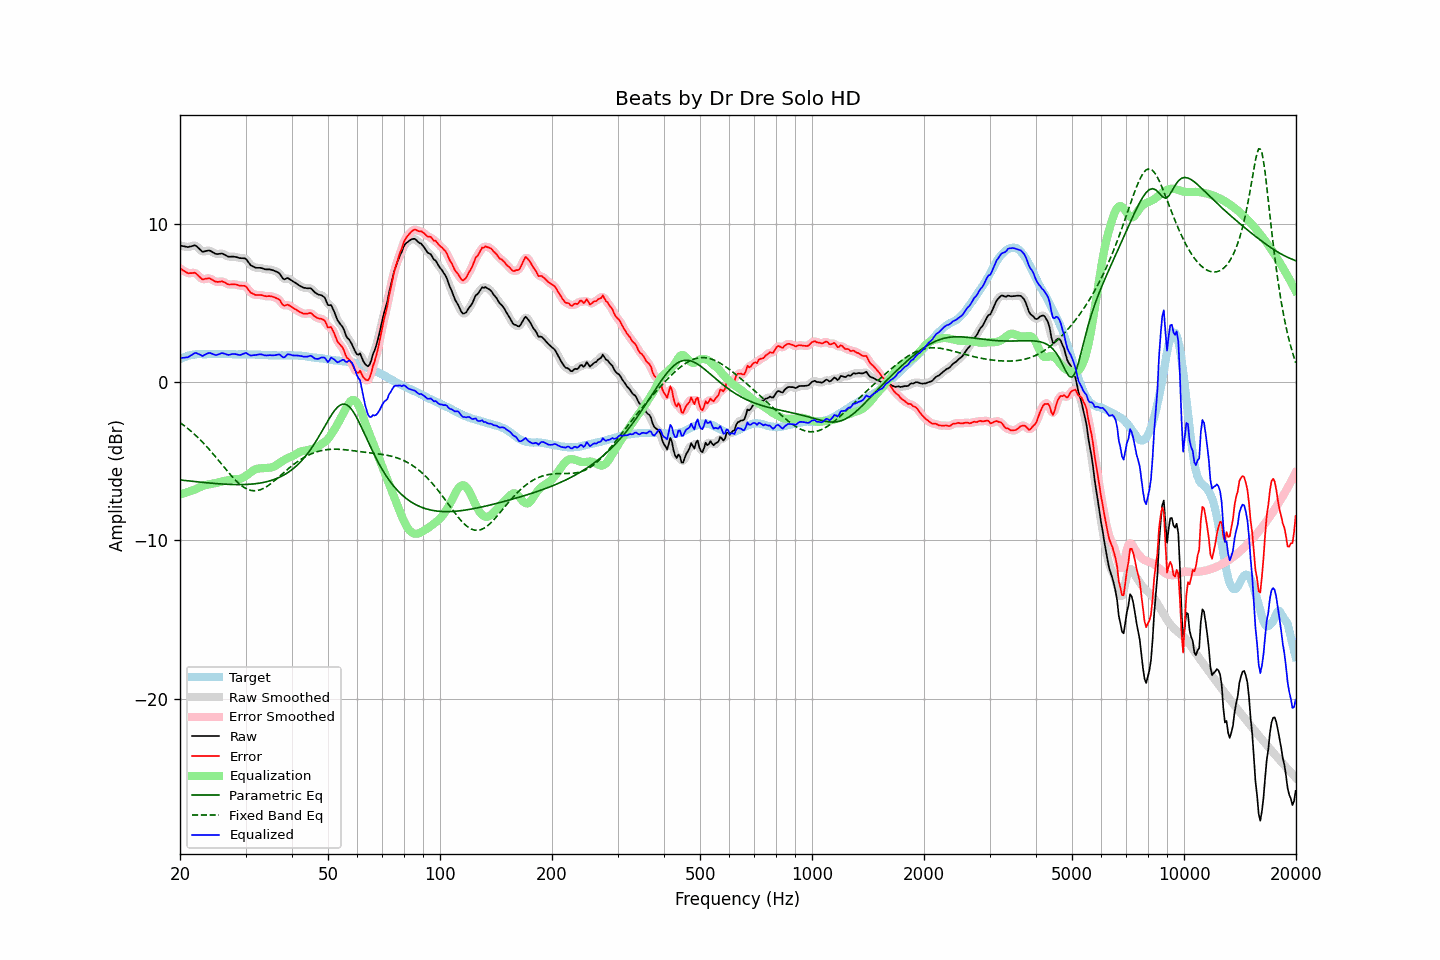 Beats by Dr Dre Solo HD
Amplitude (dBr)
10
0
−10
−20
Target
Raw Smoothed
Error Smoothed
Raw
Error
Equalization
Parametric Eq
Fixed Band Eq
Equalized
20 50 100 200 500 1000 2000 5000 10000 20000
Frequency (Hz)